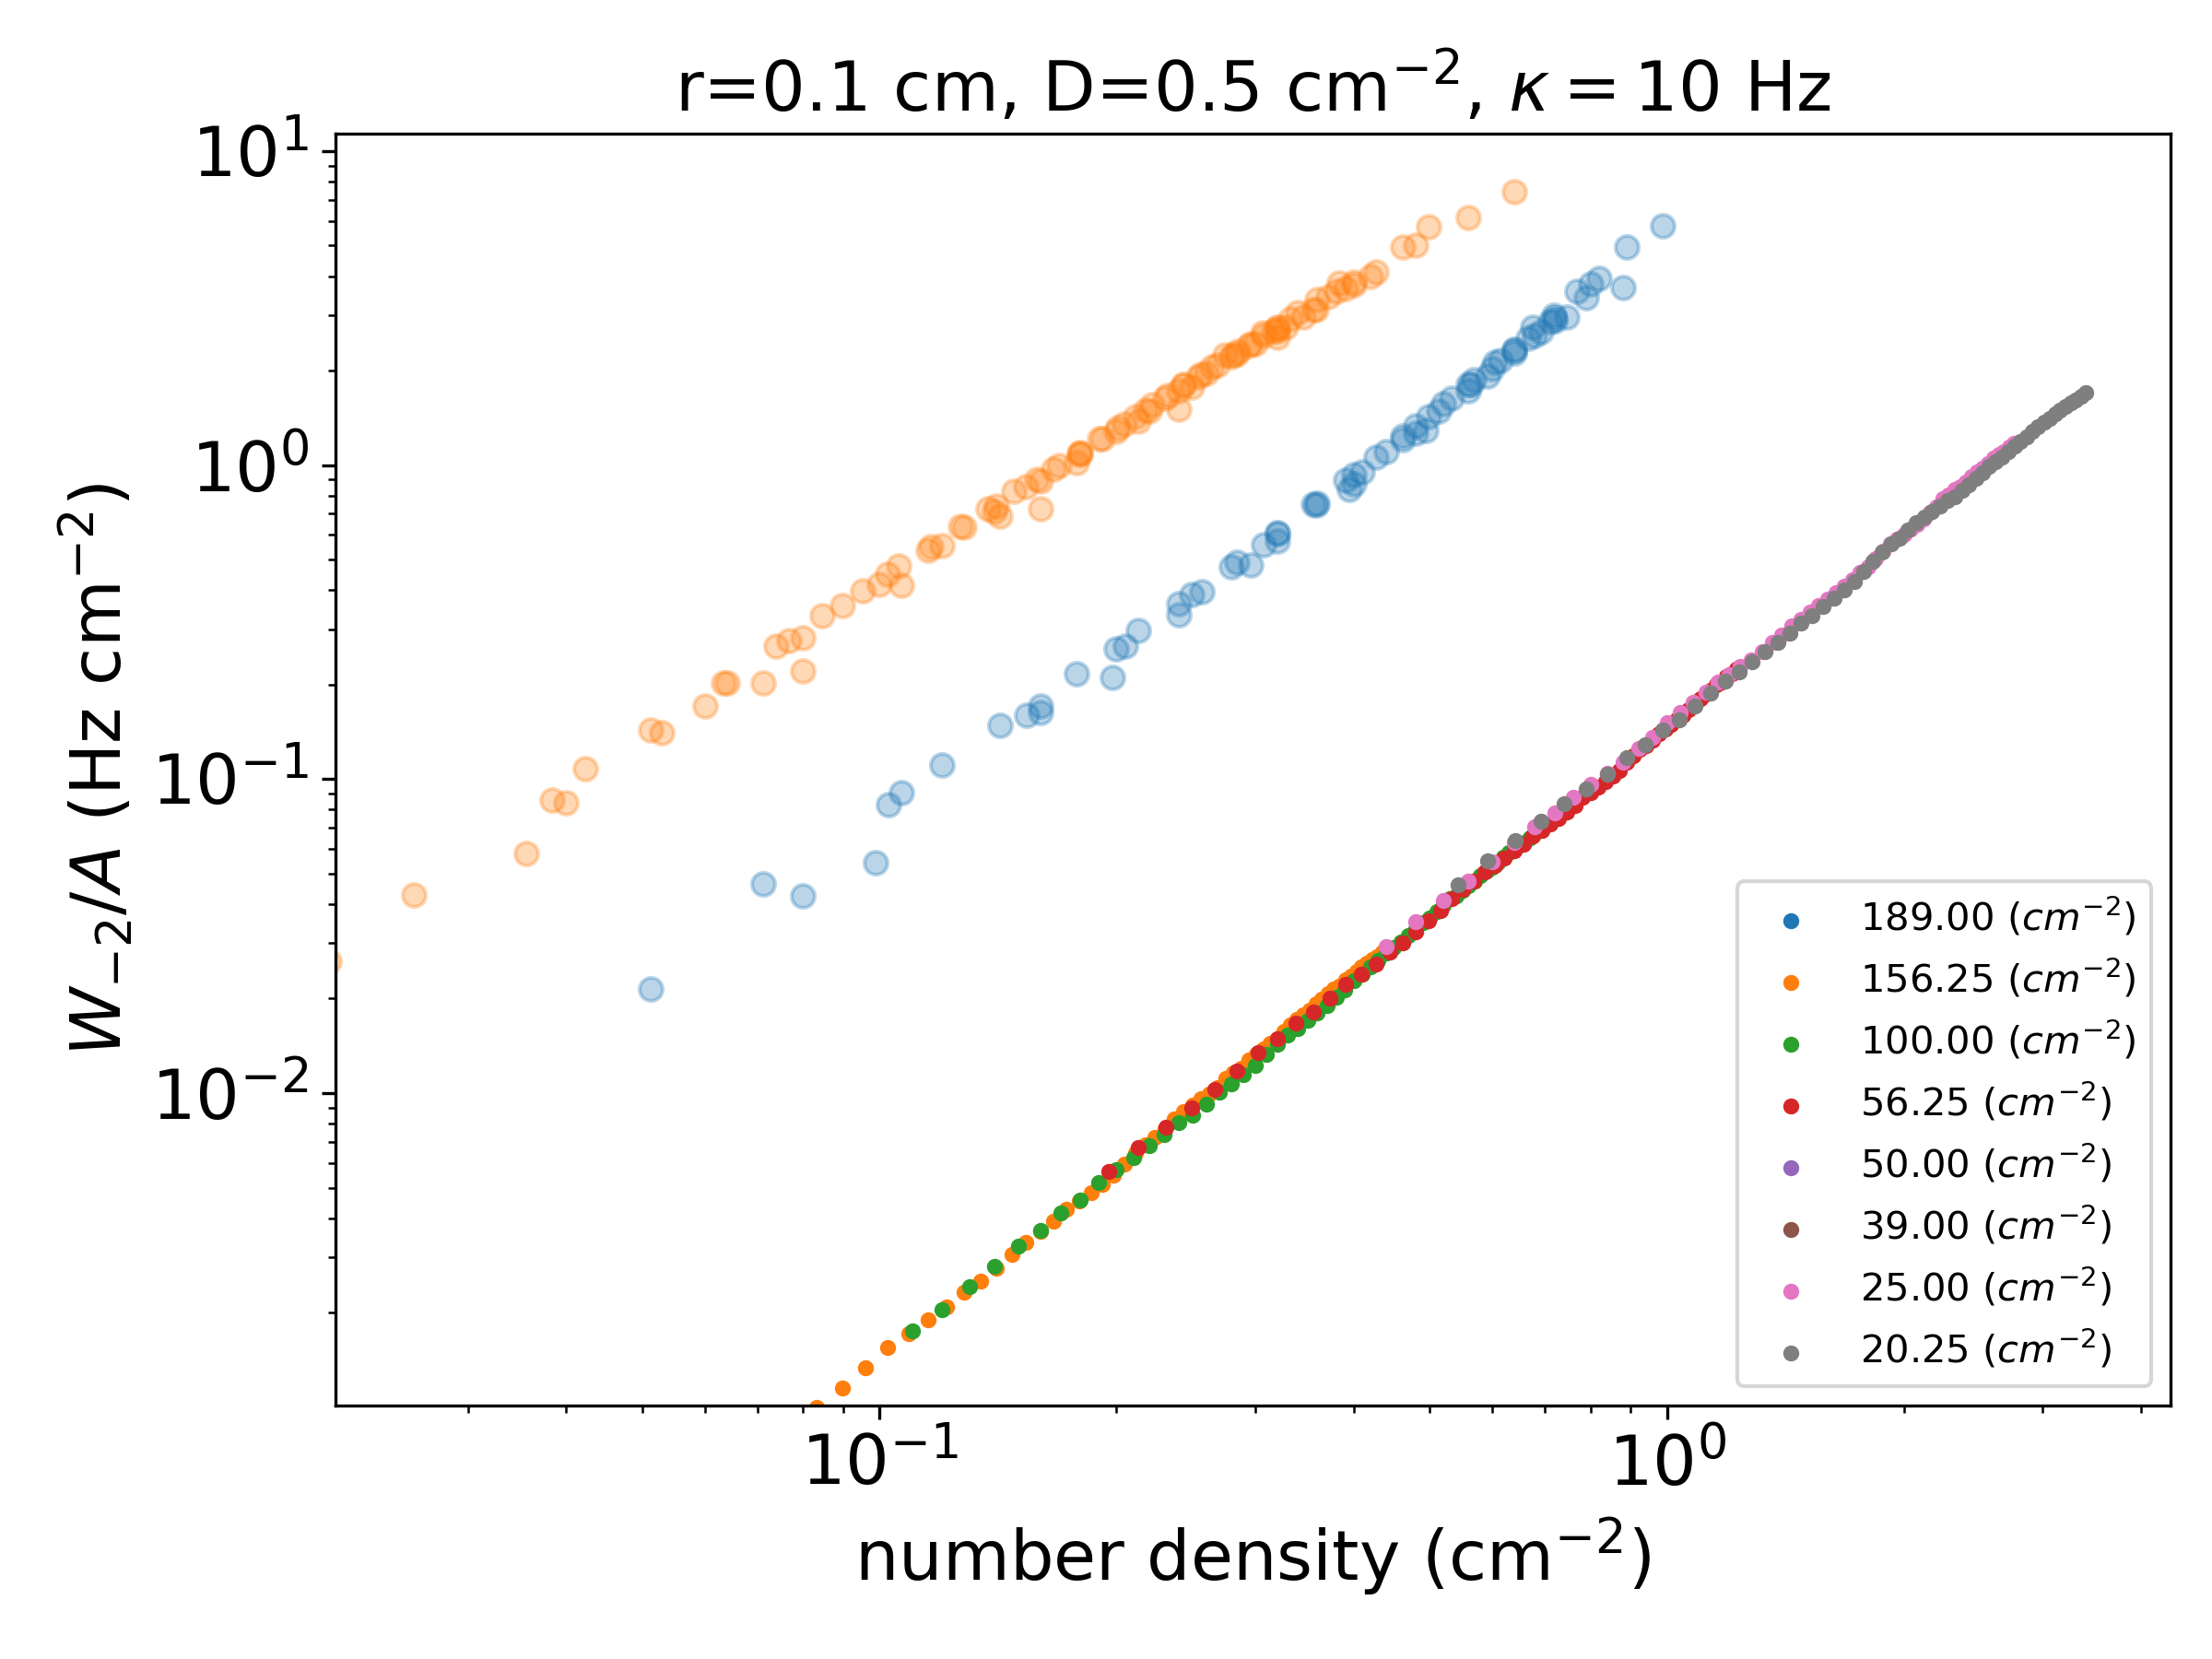 r=0.1 cm, D=0.5 cm⁻², κ = 10 Hz
10¹
10⁰
10⁻¹
10⁻²
W₋₂/A (Hz cm⁻²)
189.00 (cm⁻²)
156.25 (cm⁻²)
100.00 (cm⁻²)
56.25 (cm⁻²)
50.00 (cm⁻²)
39.00 (cm⁻²)
25.00 (cm⁻²)
20.25 (cm⁻²)
10⁻¹ 10⁰
number density (cm⁻²)